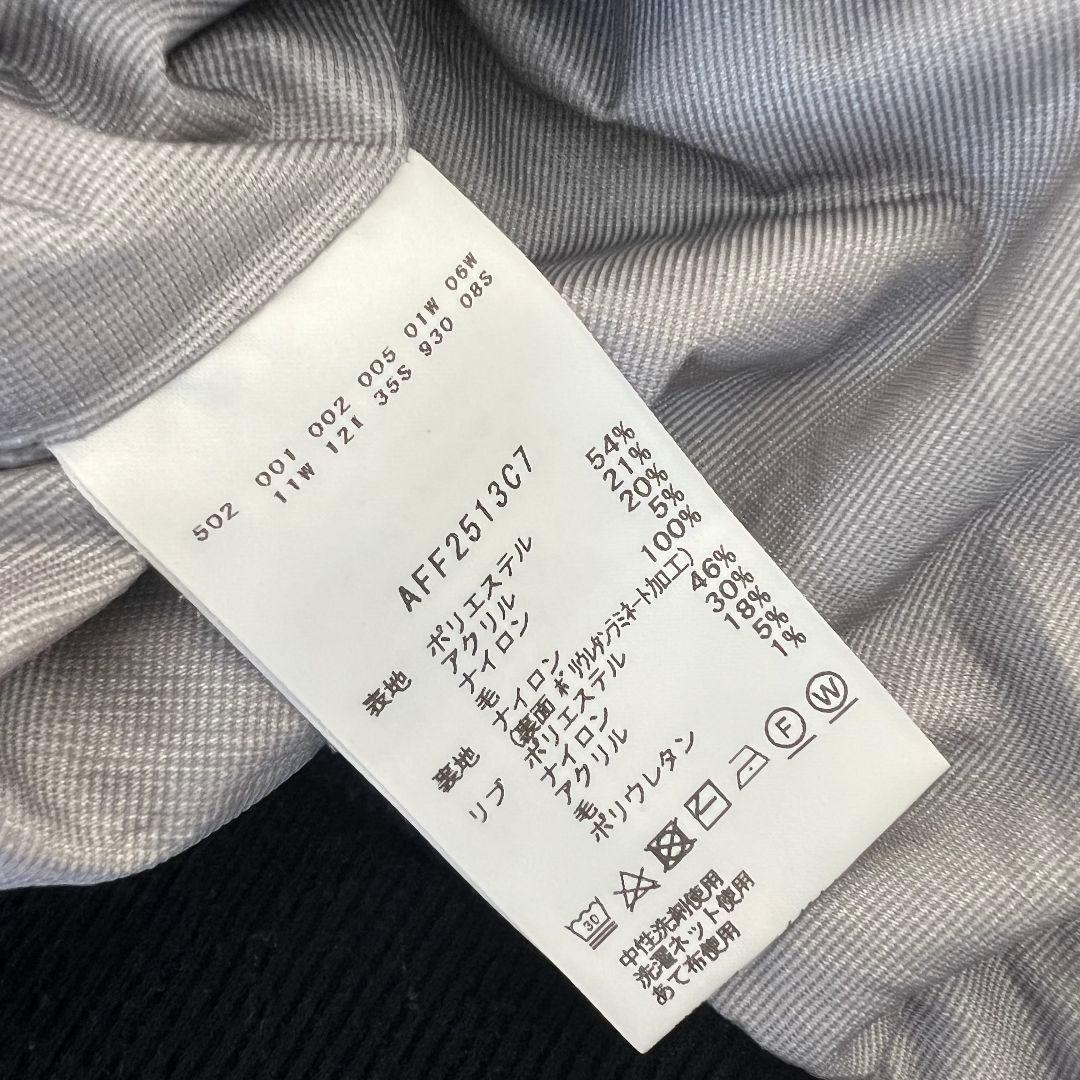 502 001 002 005 01W 06W
11W 121 35S 930 08S
AFF2513C7
表地 ポリエステル 54%
アクリル 21%
ナイロン 20%
毛 5%
裏地 ナイロン 100%
(裏面 ポリウレタンラミネート加工)
リブ ポリエステル 46%
ナイロン 30%
アクリル 18%
毛 5%
ポリウレタン 1%
30 F W
中性洗剤使用
洗濯ネット使用
あて布使用